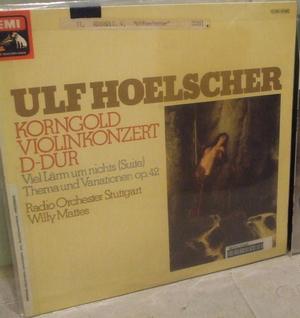 EMI
ULF HOELSCHER
KORNGOLD
VIOLINKONZERT
D-DUR
Viel Lärm um nichts (Suite)
Thema und Variationen op. 42
Radio Orchester Stuttgart
Willy Mattes